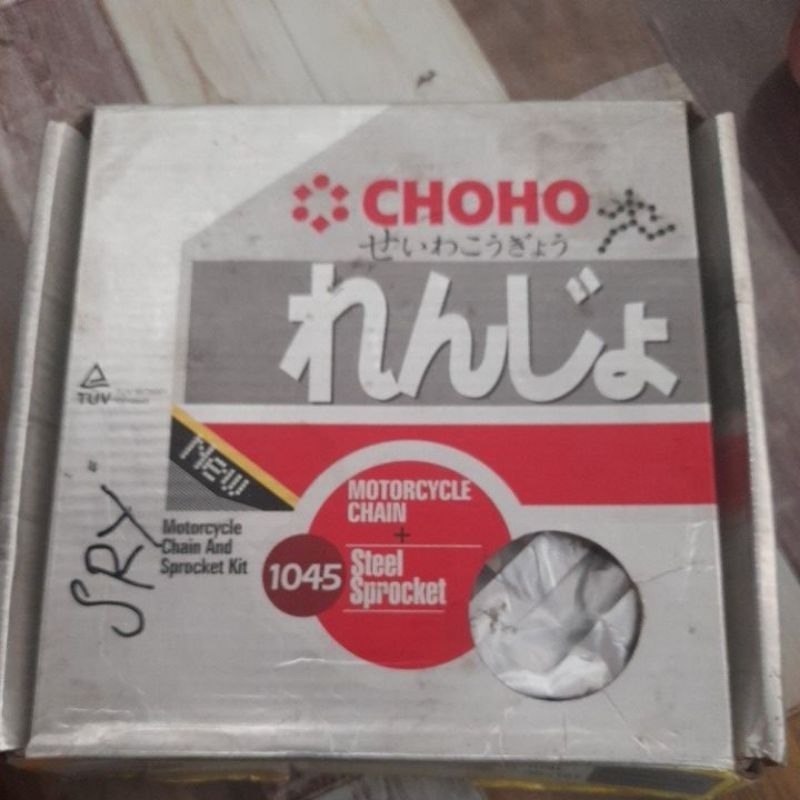 CHOHO
せいわこうぎょう
れんじょ
TÜV
NEW
MOTORCYCLE
CHAIN
+
Steel
Sprocket
1045
Motorcycle
Chain And
Sprocket Kit
SRY